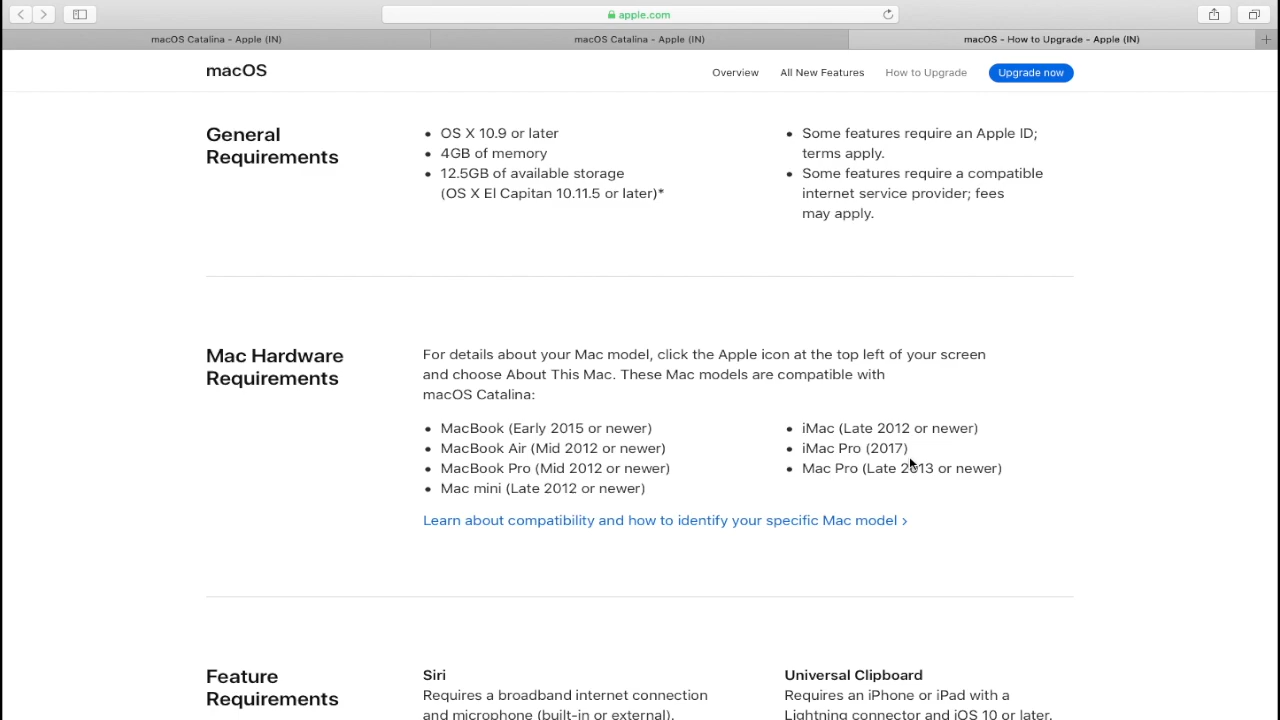 apple.com
macOS Catalina - Apple (IN)
macOS Catalina - Apple (IN)
macOS - How to Upgrade - Apple (IN)
macOS
Overview
All New Features
How to Upgrade
Upgrade now
General
Requirements
• OS X 10.9 or later
• 4GB of memory
• 12.5GB of available storage
(OS X El Capitan 10.11.5 or later)*
• Some features require an Apple ID;
terms apply.
• Some features require a compatible
internet service provider; fees
may apply.
Mac Hardware
Requirements
For details about your Mac model, click the Apple icon at the top left of your screen
and choose About This Mac. These Mac models are compatible with
macOS Catalina:
• MacBook (Early 2015 or newer)
• MacBook Air (Mid 2012 or newer)
• MacBook Pro (Mid 2012 or newer)
• Mac mini (Late 2012 or newer)
• iMac (Late 2012 or newer)
• iMac Pro (2017)
• Mac Pro (Late 2013 or newer)
Learn about compatibility and how to identify your specific Mac model ›
Feature
Requirements
Siri
Requires a broadband internet connection
and microphone (built-in or external).
Universal Clipboard
Requires an iPhone or iPad with a
Lightning connector and iOS 10 or later.